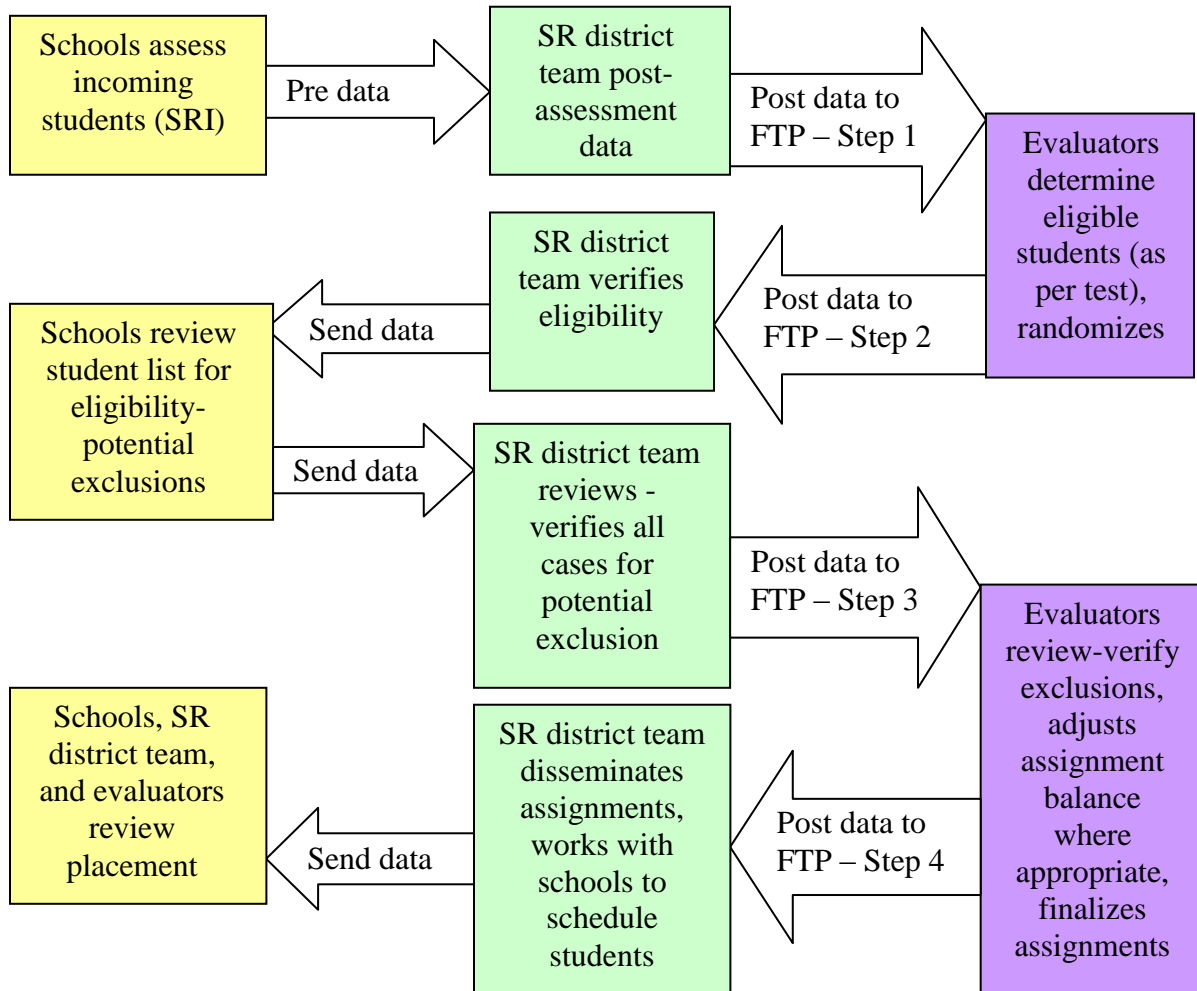 Schools assess
incoming
students (SRI)
Pre data
SR district
team post-
assessment
data
Post data to
FTP – Step 1
Evaluators
determine
eligible
students (as
per test),
randomizes
Post data to
FTP – Step 2
SR district
team verifies
eligibility
Send data
Schools review
student list for
eligibility-
potential
exclusions
Send data
SR district team
reviews -
verifies all
cases for
potential
exclusion
Post data to
FTP – Step 3
Evaluators
review-verify
exclusions,
adjusts
assignment
balance
where
appropriate,
finalizes
assignments
Post data to
FTP – Step 4
SR district team
disseminates
assignments,
works with
schools to
schedule
students
Send data
Schools, SR
district team,
and evaluators
review
placement